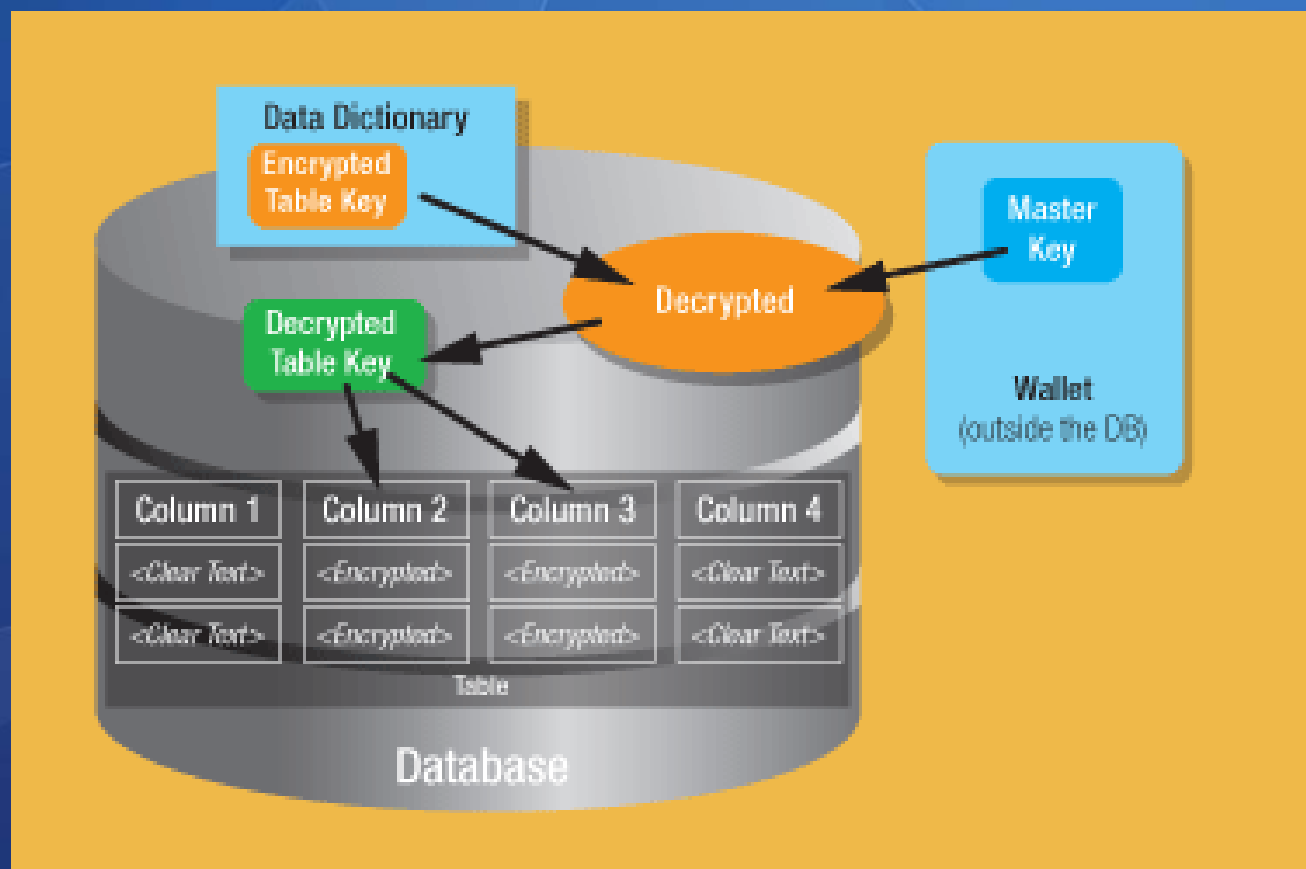 Data Dictionary
Encrypted
Table Key
Master
Key
Decrypted
Decrypted
Table Key
Wallet
(outside the DB)
Column 1 Column 2 Column 3 Column 4
<Clear Text> <Encrypted> <Encrypted> <Clear Text>
<Clear Text> <Encrypted> <Encrypted> <Clear Text>
Table
Database